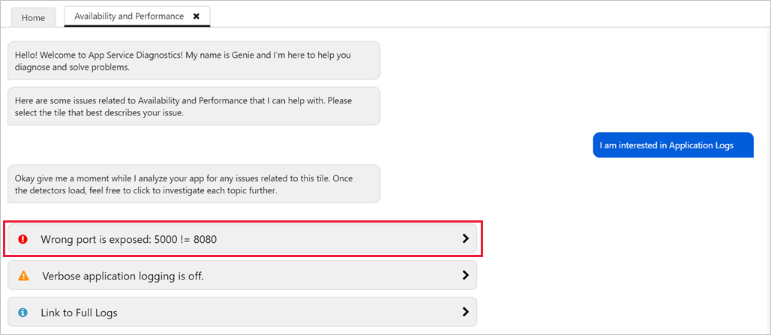 Home
Availability and Performance
Hello! Welcome to App Service Diagnostics! My name is Genie and I'm here to help you
diagnose and solve problems.
Here are some issues related to Availability and Performance that I can help with. Please
select the tile that best describes your issue.
I am interested in Application Logs
Okay give me a moment while I analyze your app for any issues related to this tile. Once
the detectors load, feel free to click to investigate each topic further.
Wrong port is exposed: 5000 != 8080
Verbose application logging is off.
Link to Full Logs